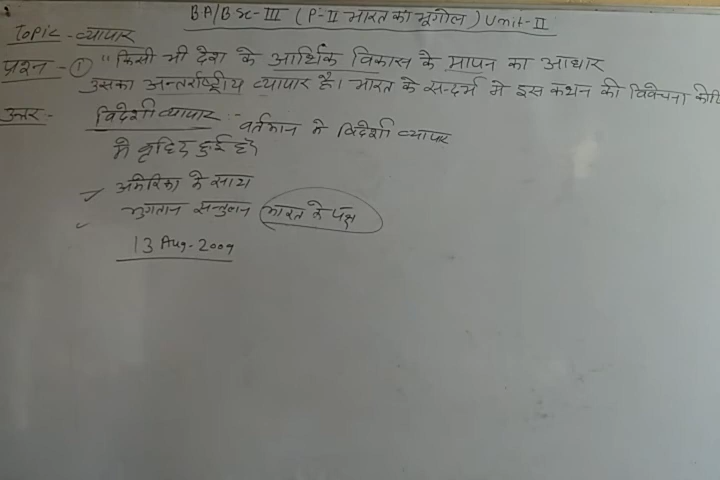 BA/BSc-III (P-II भारत का भूगोल) Unit-II
Topic - व्यापार
प्रश्न - ① "किसी भी देश के आर्थिक विकास के मापन का आधार
उसका अन्तर्राष्ट्रीय व्यापार है। भारत के सन्दर्भ मे इस कथन की विवेचना
उत्तर - विदेशी व्यापार :- वर्तमान मे विदेशी व्यापार
मे वृद्धि हुई है
✓ अमेरिका के साथ
✓ भुगतान सन्तुलन भारत के पक्ष
13 Aug-2009